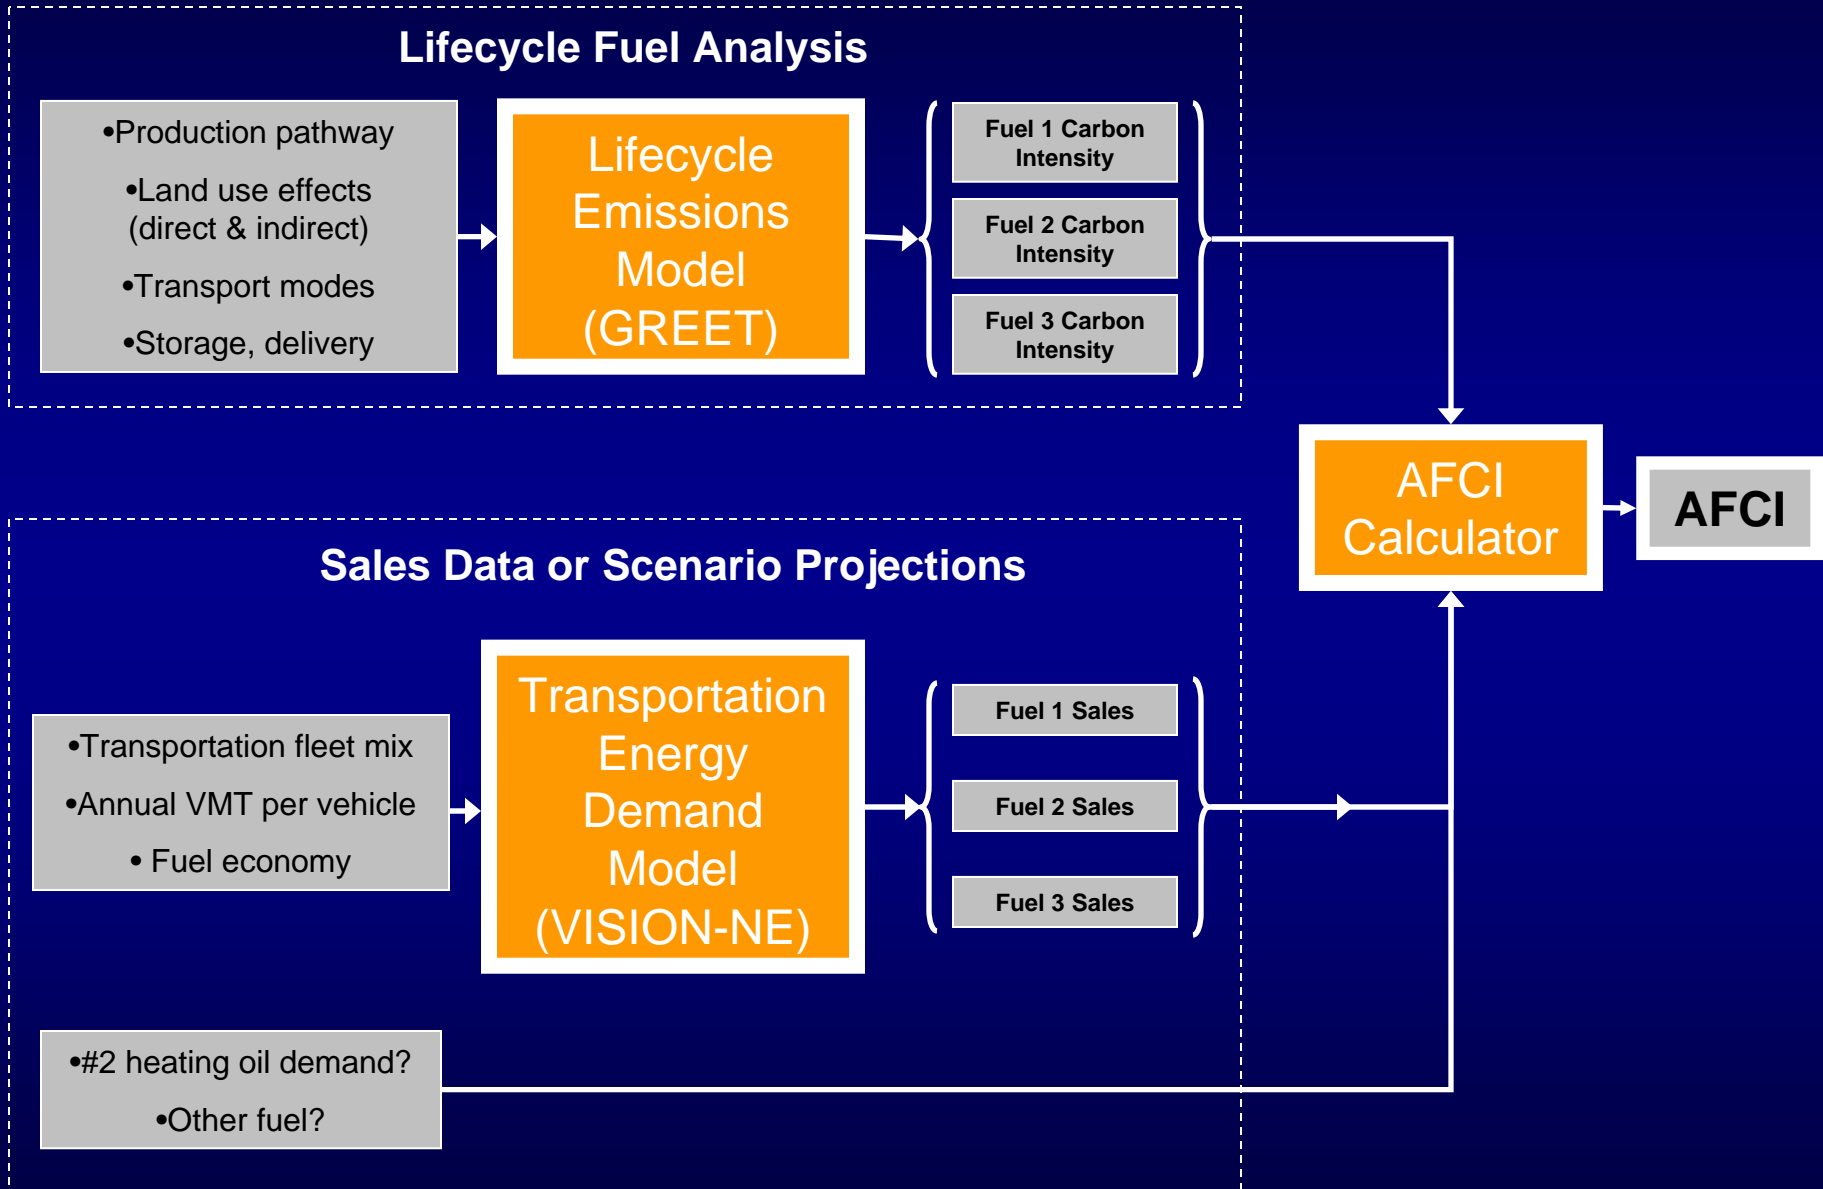 Lifecycle Fuel Analysis
•Production pathway
•Land use effects
(direct & indirect)
•Transport modes
•Storage, delivery
Lifecycle
Emissions
Model
(GREET)
Fuel 1 Carbon
Intensity
Fuel 2 Carbon
Intensity
Fuel 3 Carbon
Intensity
AFCI
Calculator
AFCI
Sales Data or Scenario Projections
•Transportation fleet mix
•Annual VMT per vehicle
• Fuel economy
Transportation
Energy
Demand
Model
(VISION-NE)
Fuel 1 Sales
Fuel 2 Sales
Fuel 3 Sales
•#2 heating oil demand?
•Other fuel?